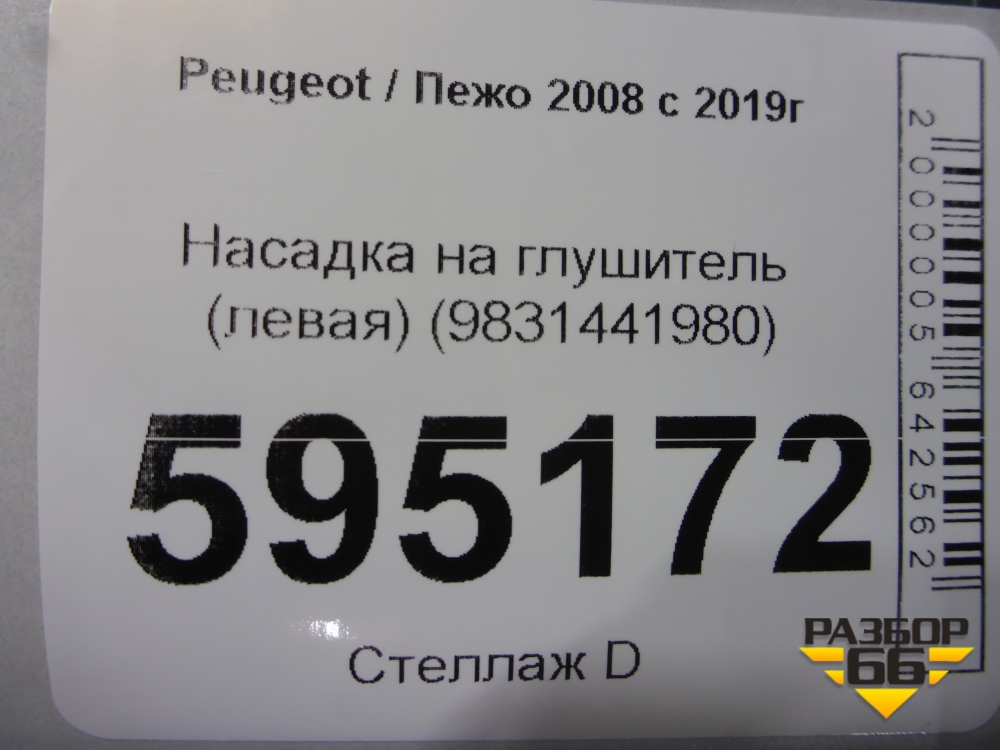 Peugeot / Пежо 2008 с 2019г
Насадка на глушитель
(левая) (9831441980)
595172
Стеллаж D
2000005642562
РАЗБОР
66